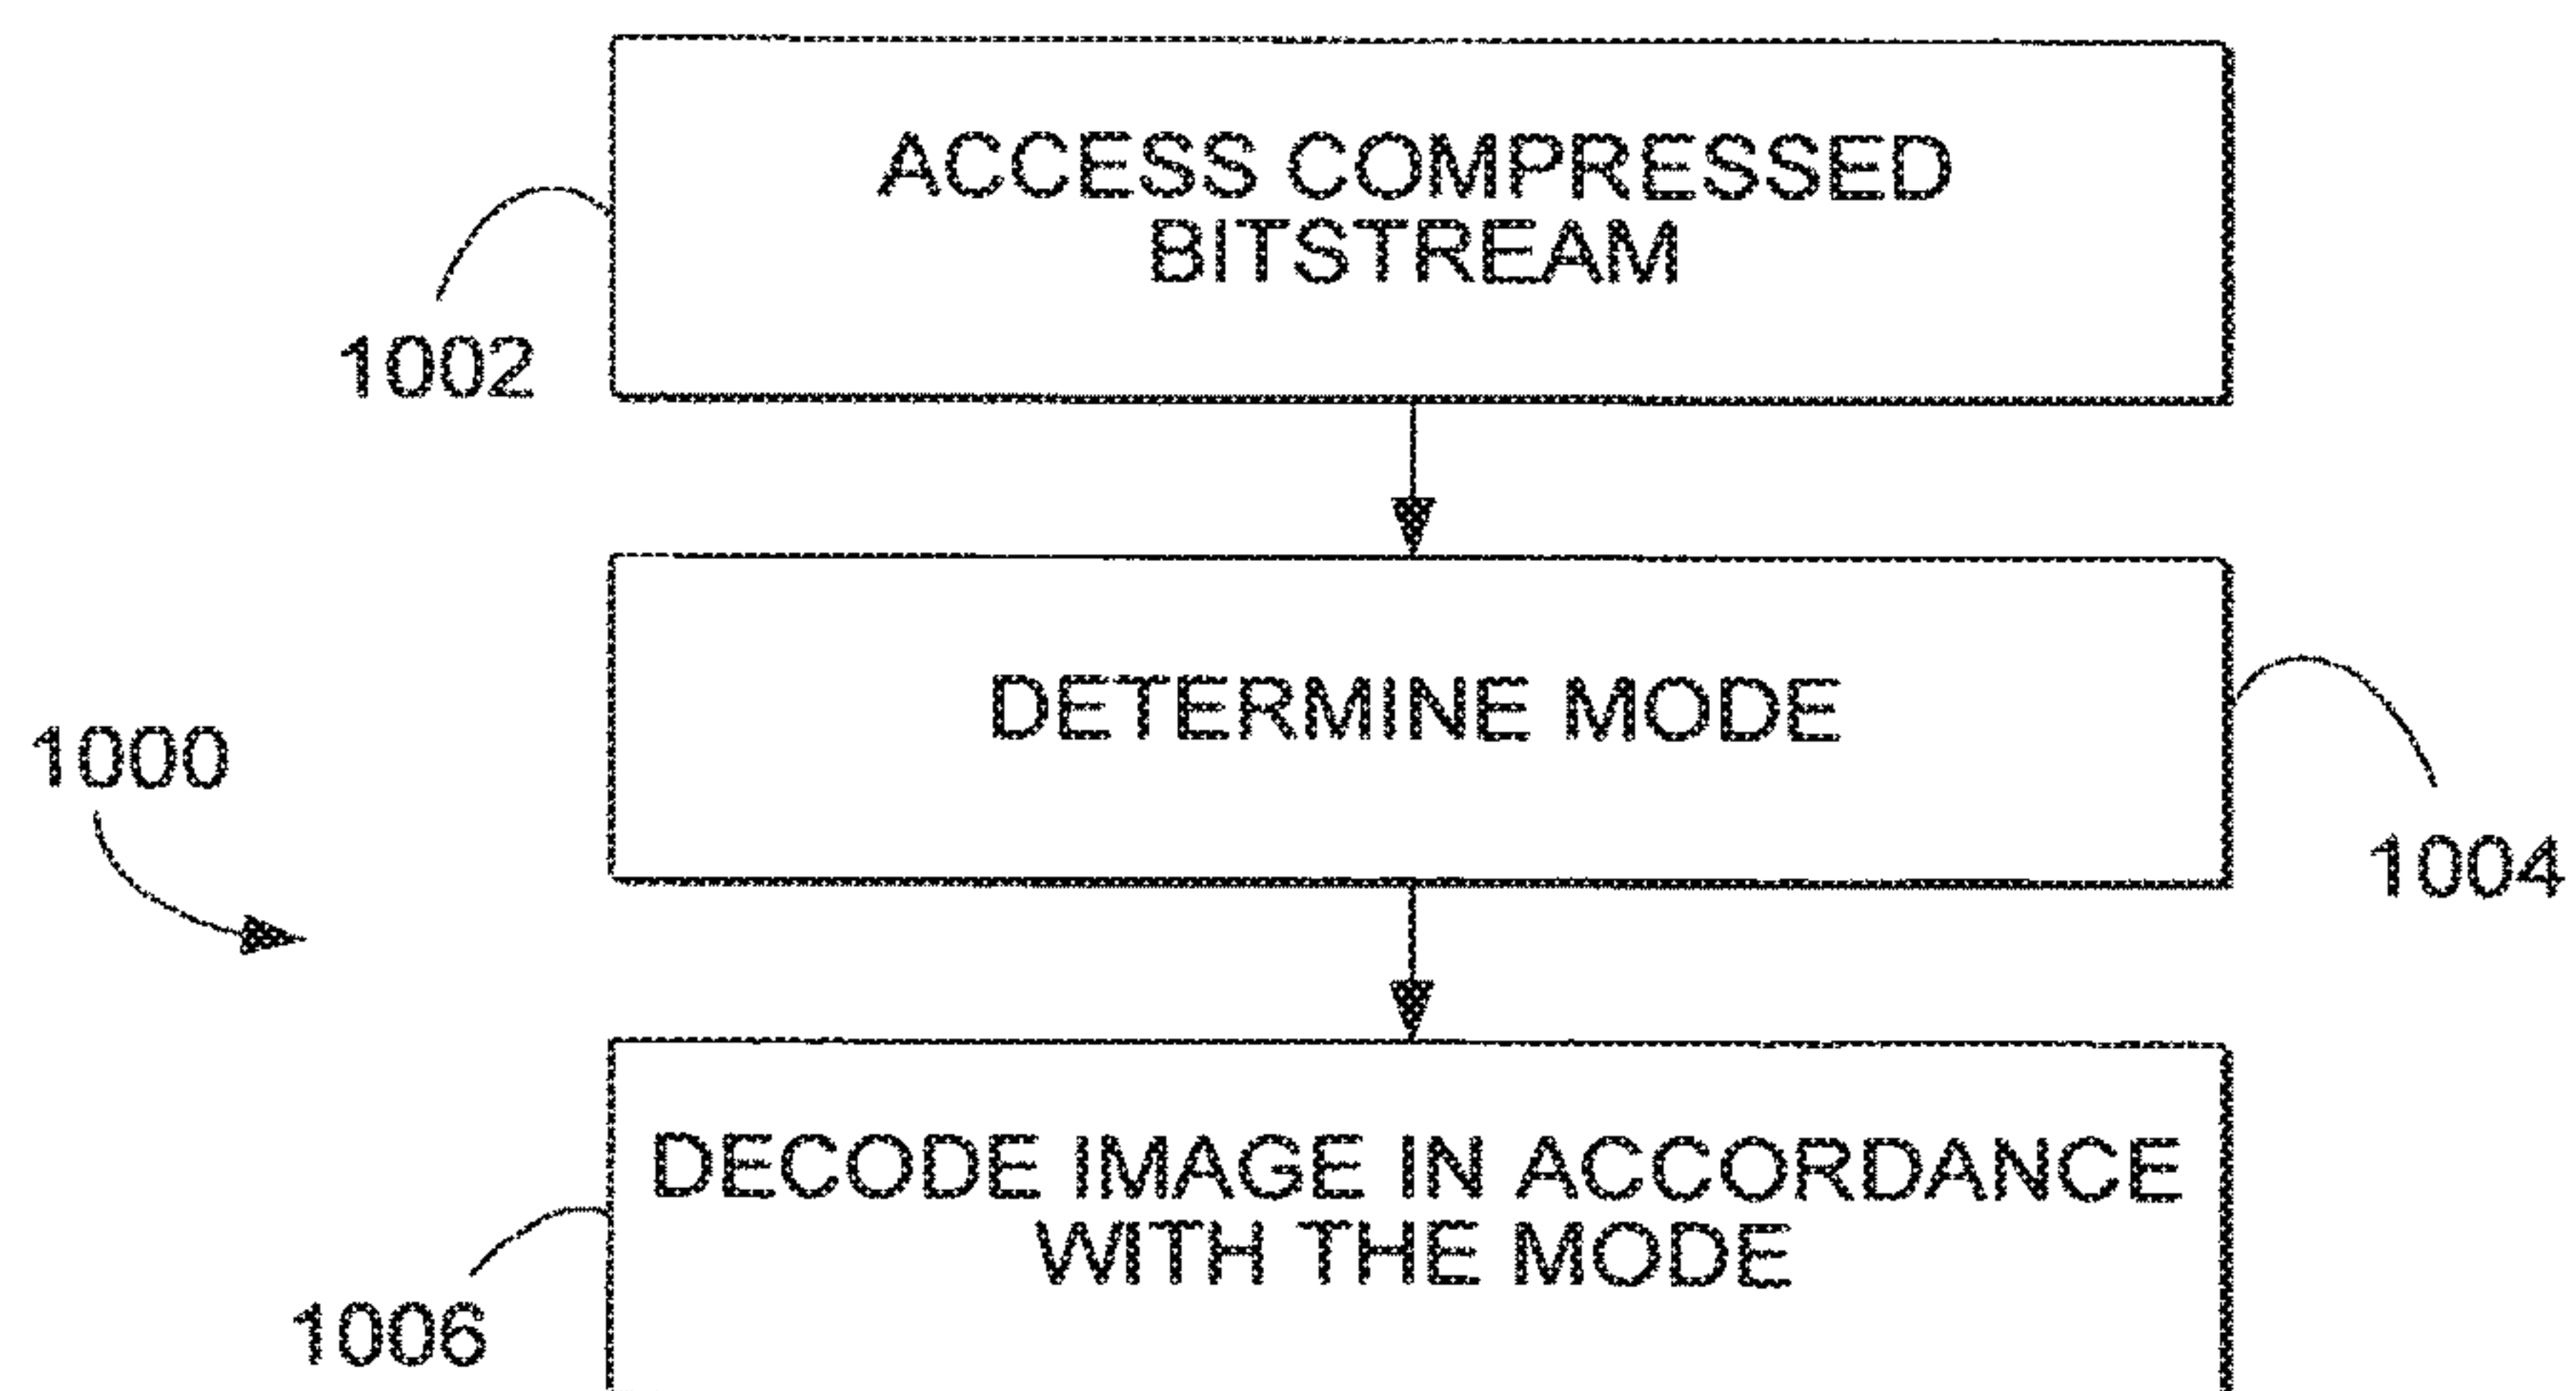 ACCESS COMPRESSED
BITSTREAM
1002
DETERMINE MODE
1000
1004
DECODE IMAGE IN ACCORDANCE
WITH THE MODE
1006